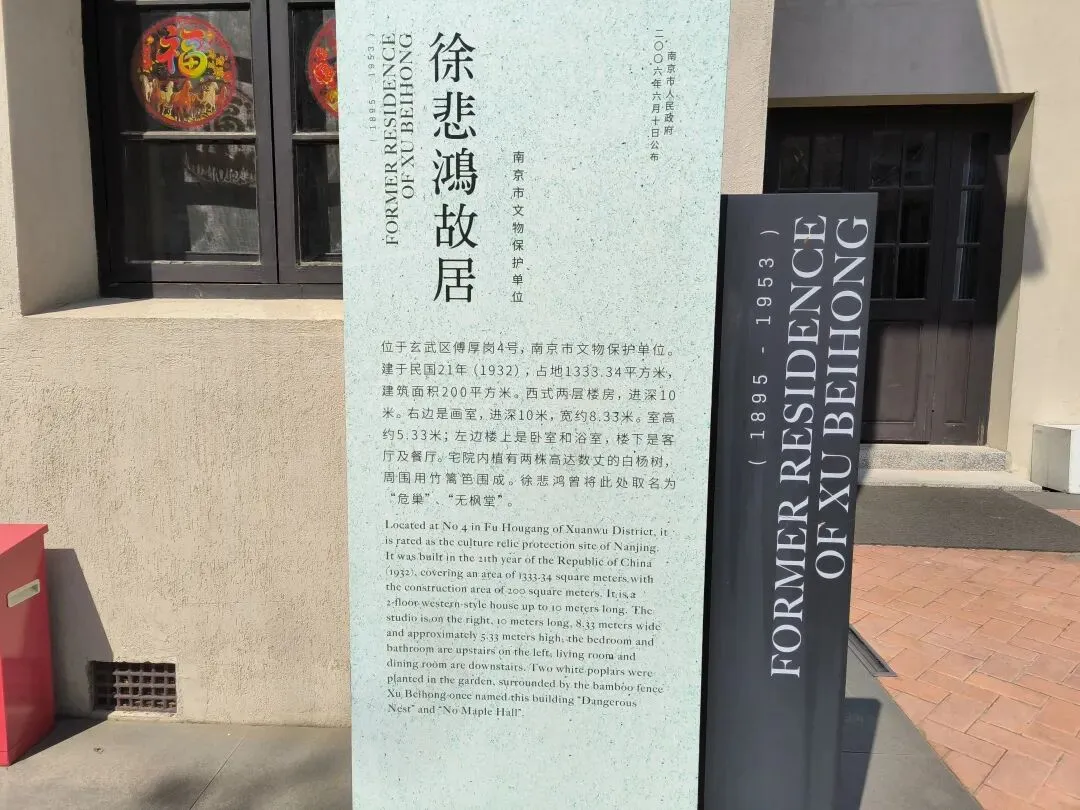 福
南京市人民政府
二〇〇六年六月十日公布
南京市文物保护单位
徐悲鸿故居
FORMER RESIDENCE
OF XU BEIHONG
(1895 - 1953)
位于玄武区傅厚岗4号，南京市文物保护单位。
建于民国21年（1932），占地1333.34平方米，
建筑面积200平方米。西式两层楼房，进深10
米。右边是画室，进深10米，宽约8.33米。室高
约5.33米；左边楼上是卧室和浴室，楼下是客
厅及餐厅。宅院内植有两株高达数丈的白杨树，
周围用竹篱笆围成。徐悲鸿曾将此处取名为
“危巢”、“无枫堂”。
Located at No 4 in Fu Hougang of Xuanwu District, it
is rated as the culture relic protection site of Nanjing.
It was built in the 21th year of the Republic of China
(1932), covering an area of 1333.34 square meters with
the construction area of 200 square meters. It is a
2-floor western-style house up to 10 meters long. The
studio is on the right, 10 meters long, 8.33 meters wide
and approximately 5.33 meters high, the bedroom and
bathroom are upstairs on the left, living room and
dining room are downstairs. Two white poplars were
planted in the garden, surrounded by the bamboo fence
Xu Beihong once named this building "Dangerous
Nest" and "No Maple Hall".
FORMER RESIDENCE
OF XU BEIHONG
(1895 - 1953)